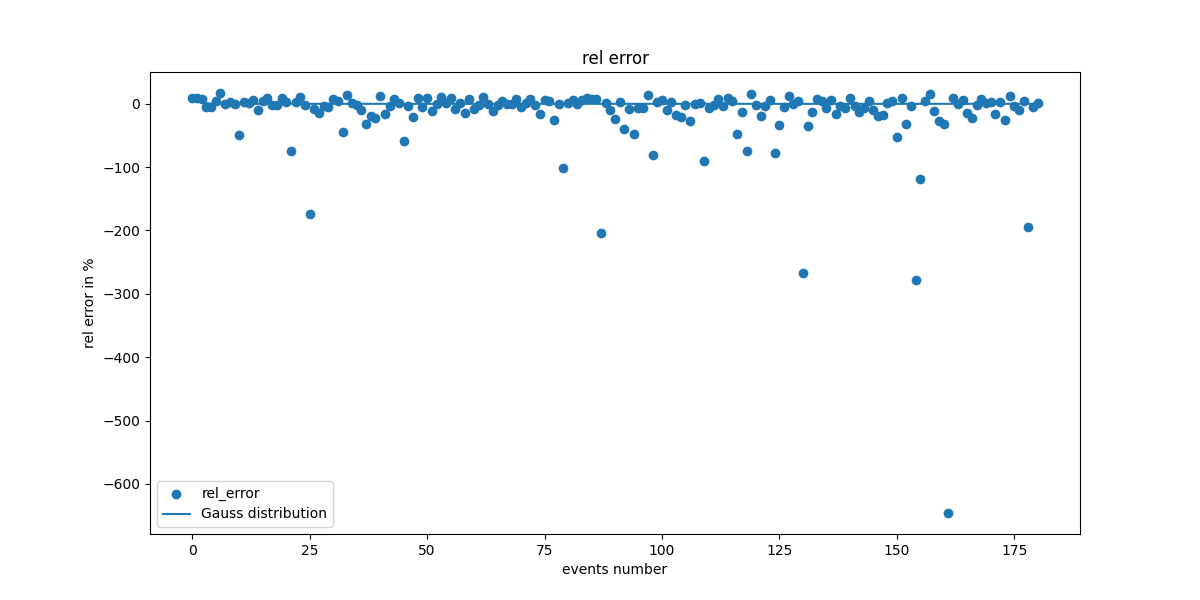 rel error
0
−100
−200
−300
−400
−500
−600
rel error in %
rel_error
Gauss distribution
0 25 50 75 100 125 150 175
events number